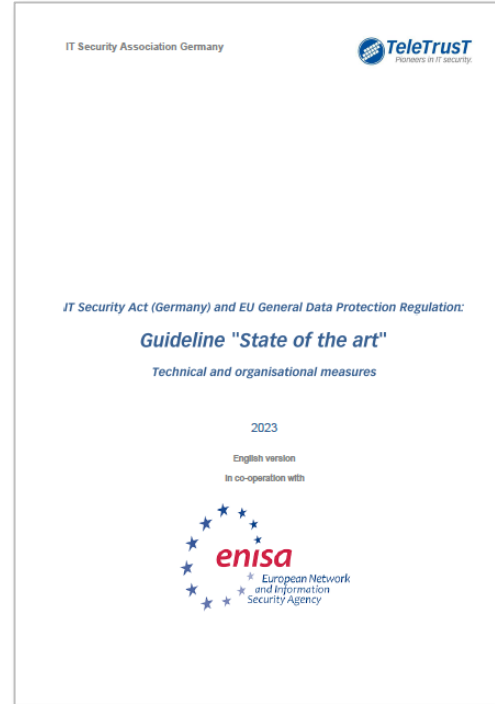 IT Security Association Germany
TeleTrusT
Pioneers in IT security.
IT Security Act (Germany) and EU General Data Protection Regulation:
Guideline "State of the art"
Technical and organisational measures
2023
English version
in co-operation with
enisa
European Network
and Information
Security Agency